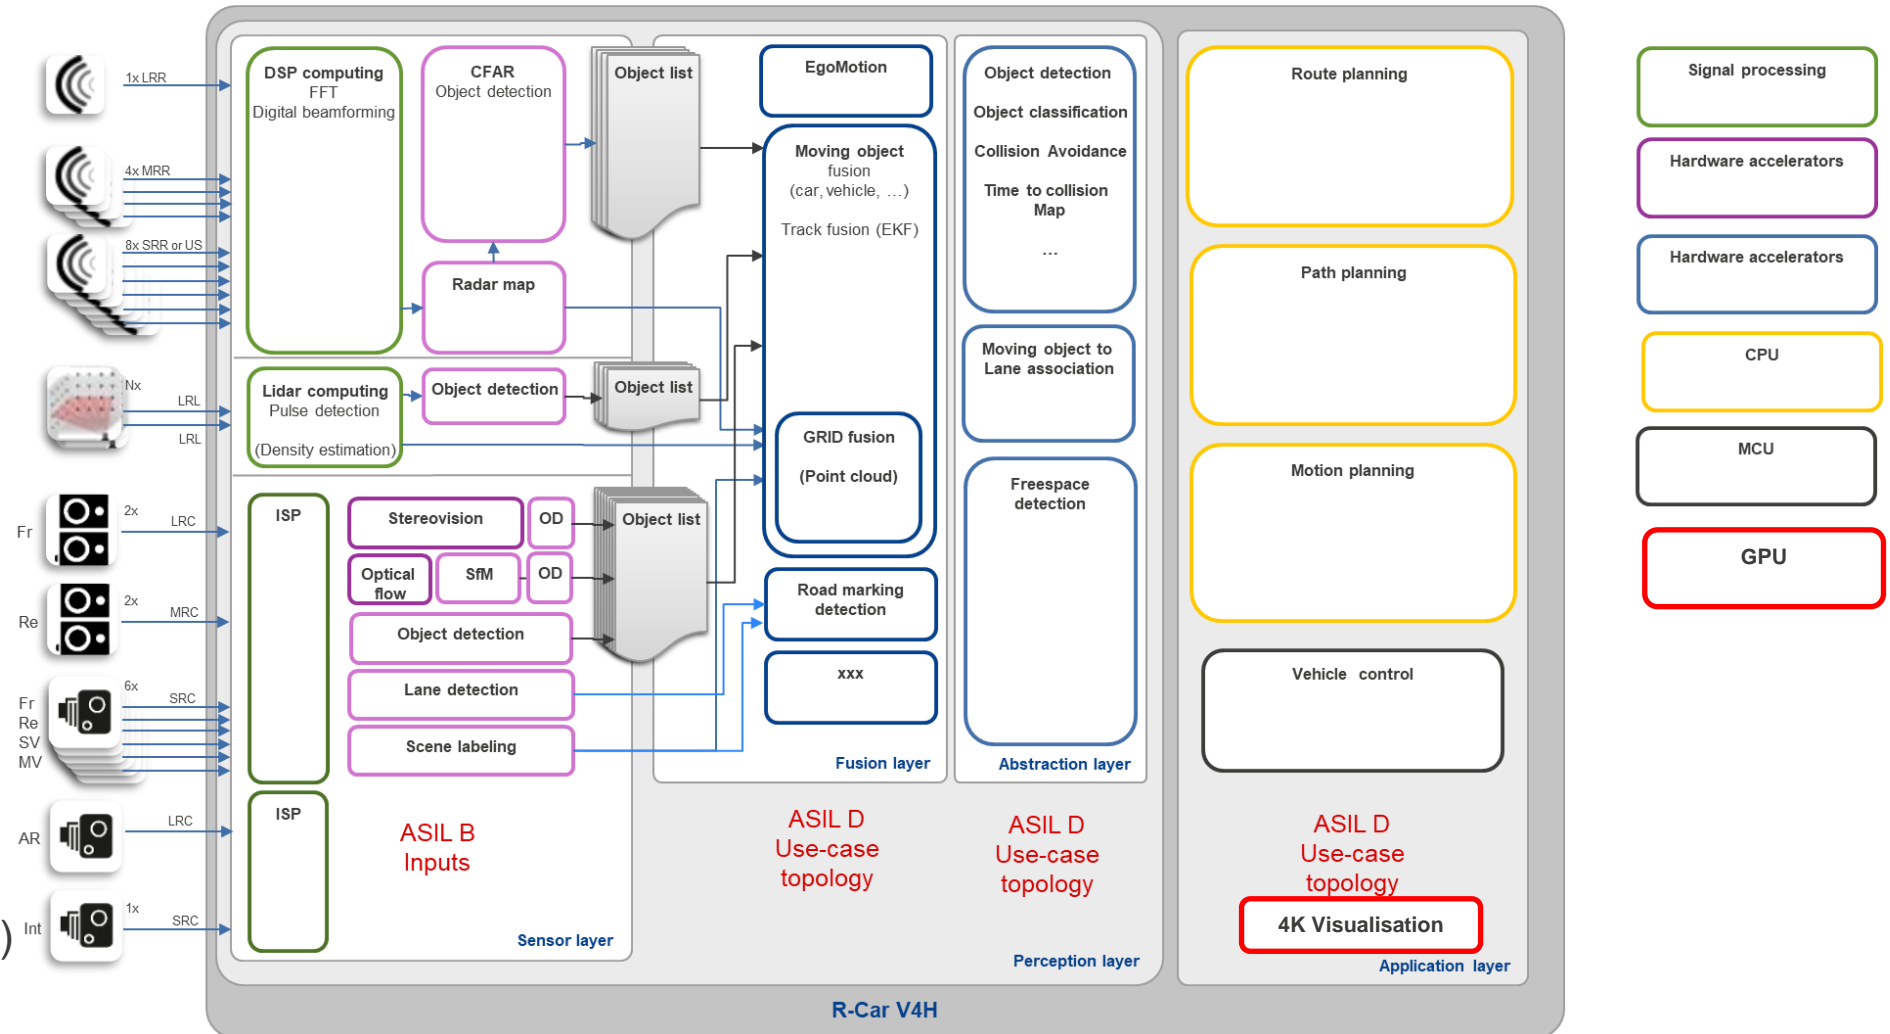 1x LRR
4x MRR
8x SRR or US
Nx
LRL
LRL
Fr
2x
LRC
Re
2x
MRC
6x
SRC
Fr
Re
SV
MV
AR
LRC
) Int
1x
SRC
DSP computing
FFT
Digital beamforming
CFAR
Object detection
Radar map
Object list
Lidar computing
Pulse detection
(Density estimation)
Object detection
Object list
ISP
Stereovision
OD
Optical
flow
SfM
OD
Object detection
Lane detection
Scene labeling
Object list
ISP
ASIL B
Inputs
Sensor layer
EgoMotion
Moving object
fusion
(car, vehicle, …)
Track fusion (EKF)
GRID fusion
(Point cloud)
Road marking
detection
xxx
Fusion layer
ASIL D
Use-case
topology
Object detection
Object classification
Collision Avoidance
Time to collision
Map
…
Moving object to
Lane association
Freespace
detection
Abstraction layer
ASIL D
Use-case
topology
Perception layer
Route planning
Path planning
Motion planning
Vehicle control
ASIL D
Use-case
topology
4K Visualisation
Application layer
R-Car V4H
Signal processing
Hardware accelerators
Hardware accelerators
CPU
MCU
GPU